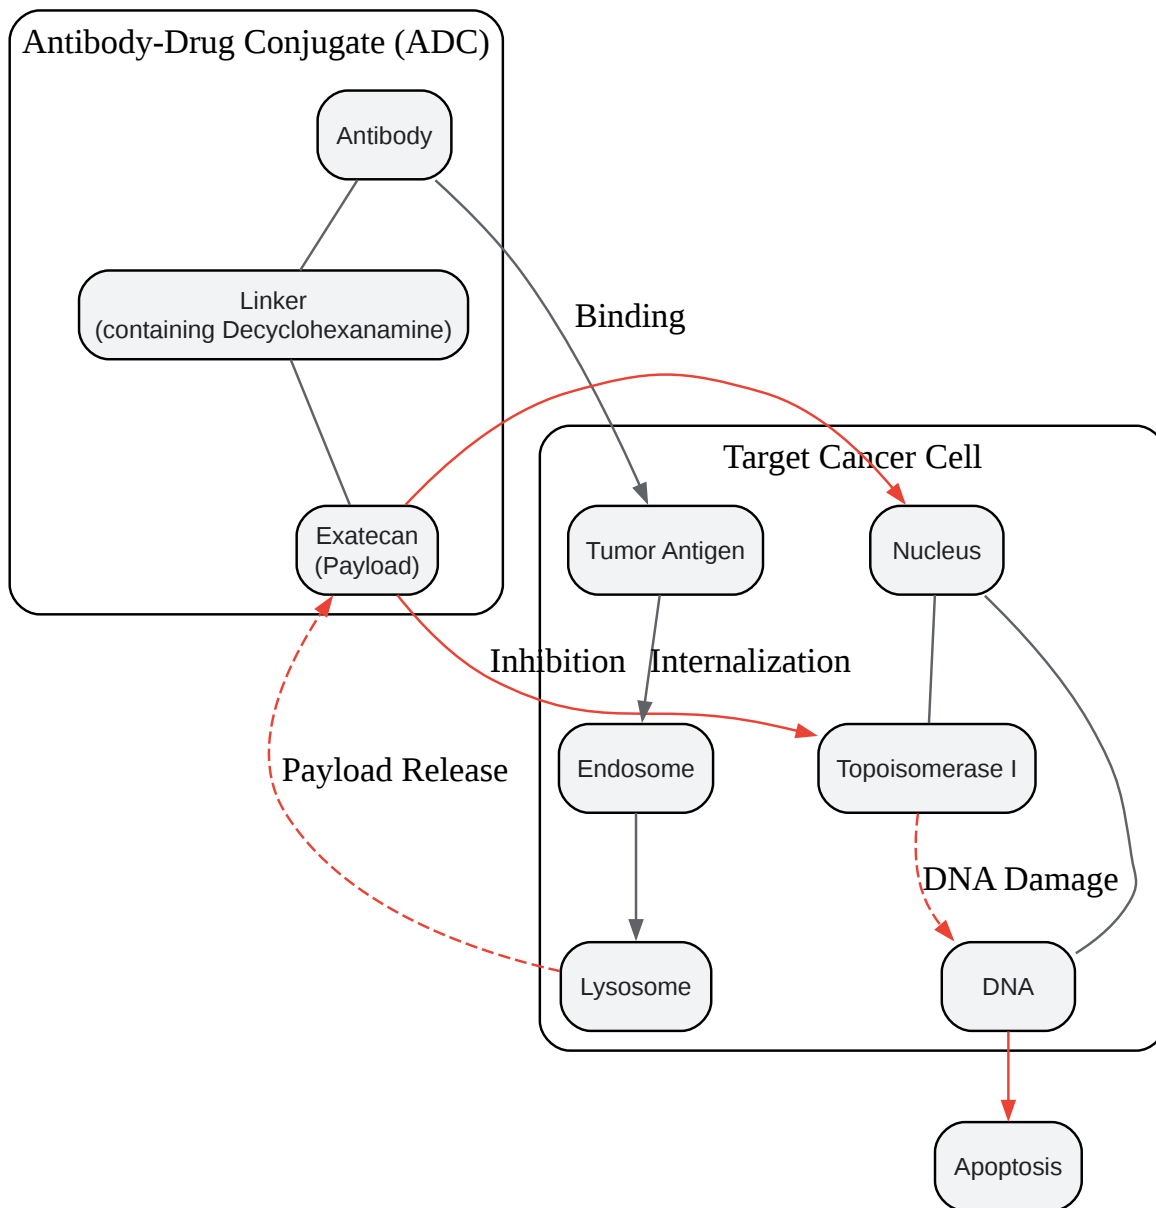 Antibody-Drug Conjugate (ADC)
Antibody
Linker
(containing Decyclohexanamine)
Binding
Target Cancer Cell
Exatecan
(Payload)
Tumor Antigen
Nucleus
Inhibition
Internalization
Payload Release
Endosome
Topoisomerase I
DNA Damage
Lysosome
DNA
Apoptosis